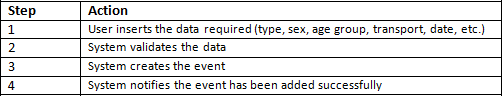 Step Action
1 User inserts the data required (type, sex, age group, transport, date, etc.)
2 System validates the data
3 System creates the event
4 System notifies the event has been added successfully